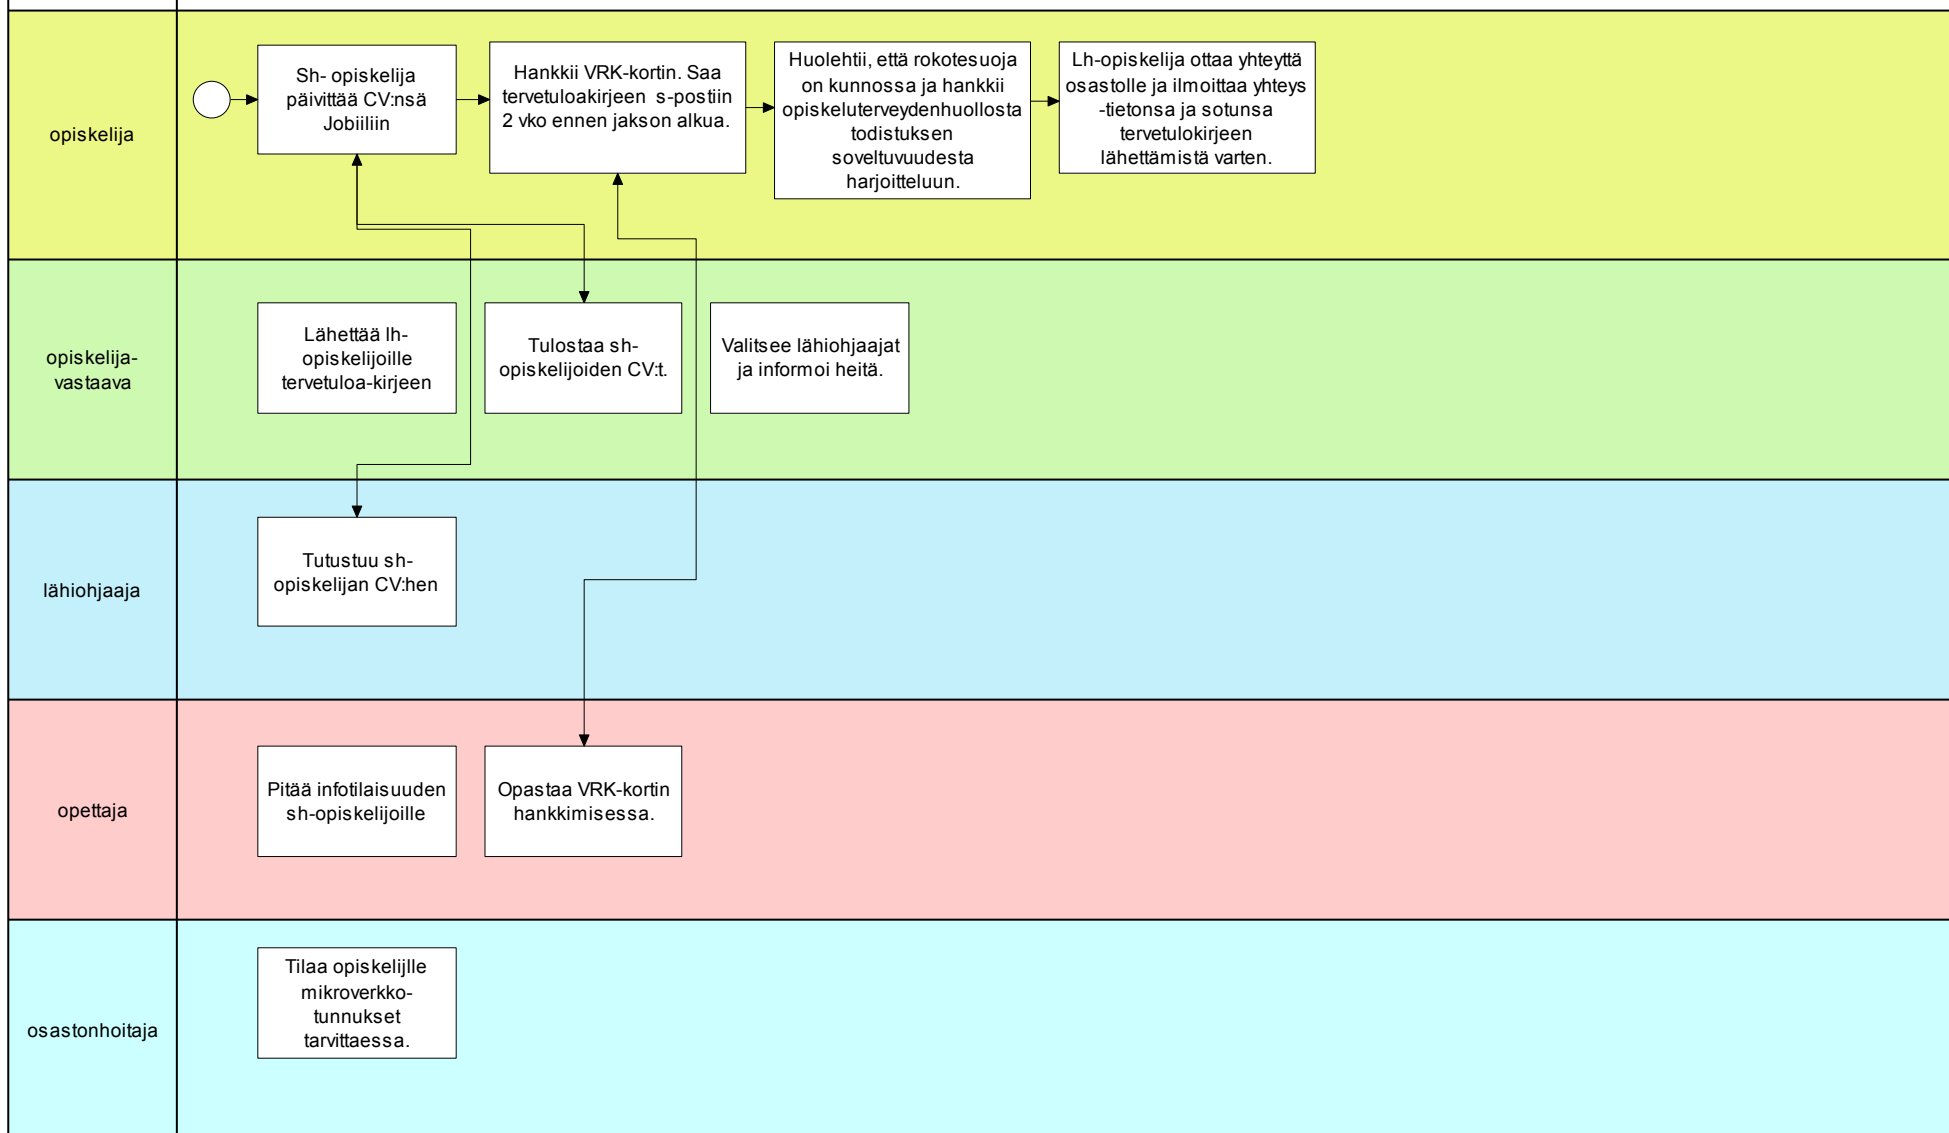 opiskelija
Sh- opiskelija
päivittää CV:nsä
Jobiiliin
Hankkii VRK-kortin. Saa
tervetuloakirjeen s-postiin
2 vko ennen jakson alkua.
Huolehtii, että rokotesuoja
on kunnossa ja hankkii
opiskeluterveydenhuollosta
todistuksen
soveltuvuudesta
harjoitteluun.
Lh-opiskelija ottaa yhteyttä
osastolle ja ilmoittaa yhteys
-tietonsa ja sotunsa
tervetulokirjeen
lähettämistä varten.
opiskelija-
vastaava
Lähettää lh-
opiskelijoille
tervetuloa-kirjeen
Tulostaa sh-
opiskelijoiden CV:t.
Valitsee lähiohjaajat
ja informoi heitä.
lähiohjaaja
Tutustuu sh-
opiskelijan CV:hen
opettaja
Pitää infotilaisuuden
sh-opiskelijoille
Opastaa VRK-kortin
hankkimisessa.
osastonhoitaja
Tilaa opiskelijlle
mikroverkko-
tunnukset
tarvittaessa.